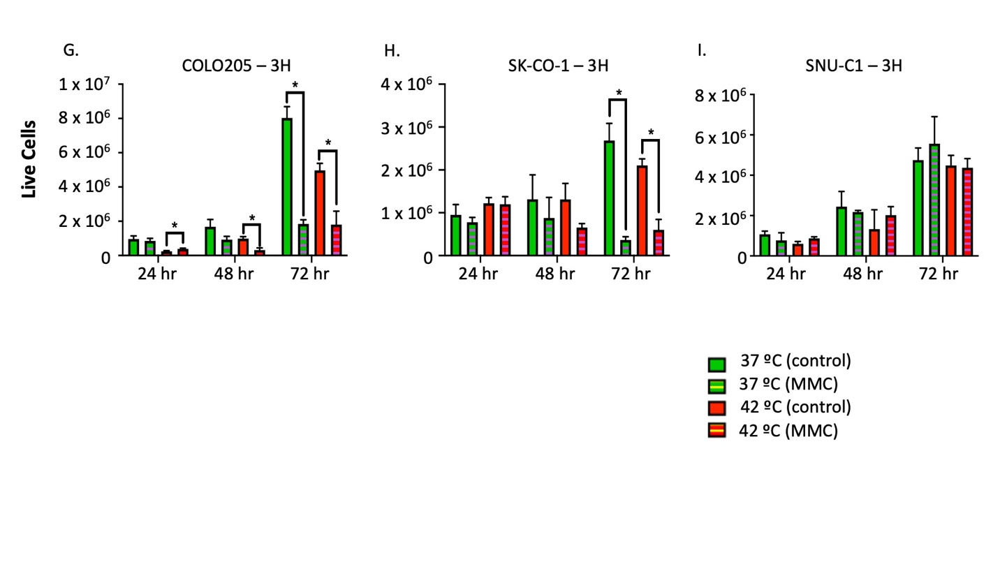 G.
COLO205 – 3H
Live Cells
1 x 10⁷
8 x 10⁶
6 x 10⁶
4 x 10⁶
2 x 10⁶
0
*
*
*
*
24 hr 48 hr 72 hr
H.
SK-CO-1 – 3H
4 x 10⁶
3 x 10⁶
2 x 10⁶
1 x 10⁶
0
*
*
24 hr 48 hr 72 hr
I.
SNU-C1 – 3H
8 x 10⁶
6 x 10⁶
4 x 10⁶
2 x 10⁶
0
24 hr 48 hr 72 hr
37 ºC (control)
37 ºC (MMC)
42 ºC (control)
42 ºC (MMC)